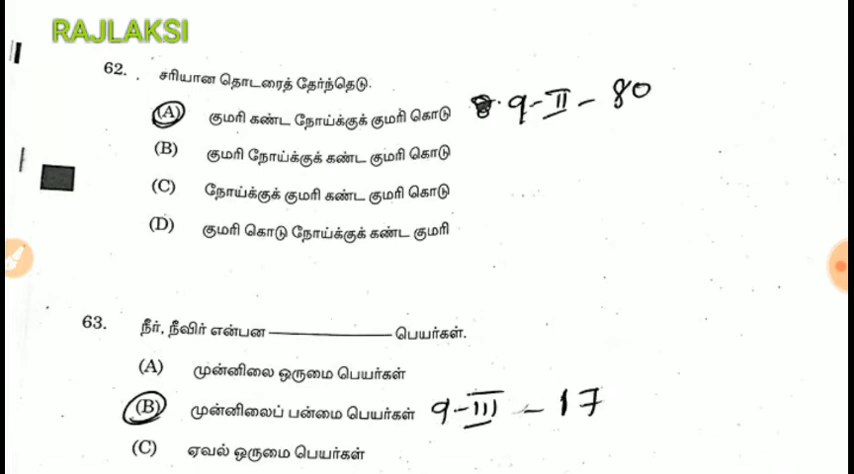 RAJLAKSI
62. சரியான தொடரைத் தேர்ந்தெடு.
(A) குமரி கண்ட நோய்க்குக் குமரி கொடு 9-II-80
(B) குமரி நோய்க்குக் கண்ட குமரி கொடு
(C) நோய்க்குக் குமரி கண்ட குமரி கொடு
(D) குமரி கொடு நோய்க்குக் கண்ட குமரி
63. நீர், நீவிர் என்பன ———— பெயர்கள்.
(A) முன்னிலை ஒருமை பெயர்கள்
(B) முன்னிலைப் பன்மை பெயர்கள் 9-III-17
(C) ஏவல் ஒருமை பெயர்கள்